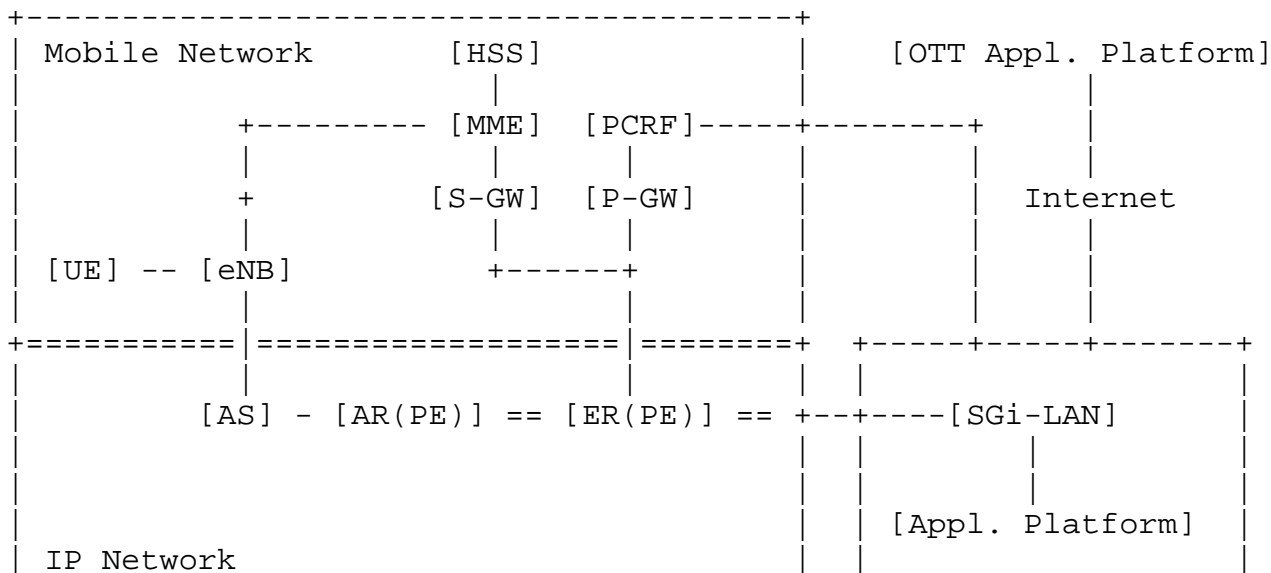 Mobile Network [HSS] [OTT Appl. Platform]
[MME] [PCRF]
[S-GW] [P-GW] Internet
[UE] -- [eNB]
[AS] - [AR(PE)] == [ER(PE)] == [SGi-LAN]
[Appl. Platform]
IP Network